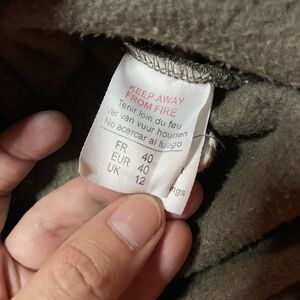 KEEP AWAY
FROM FIRE
Tenir loin du feu
Ver van vuur houden
No acercar al fuego
FR 40
EUR 40
UK 12
ngs